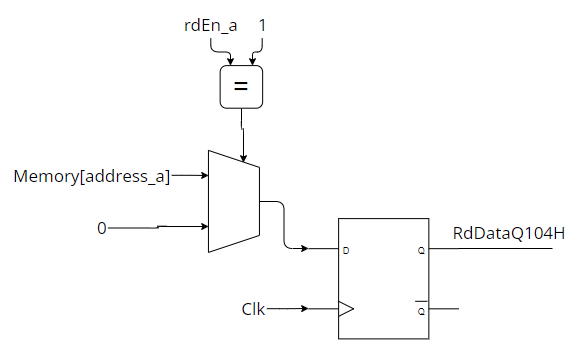 rdEn_a 1
=
Memory[address_a]
0
RdDataQ104H
D Q
Clk
Q